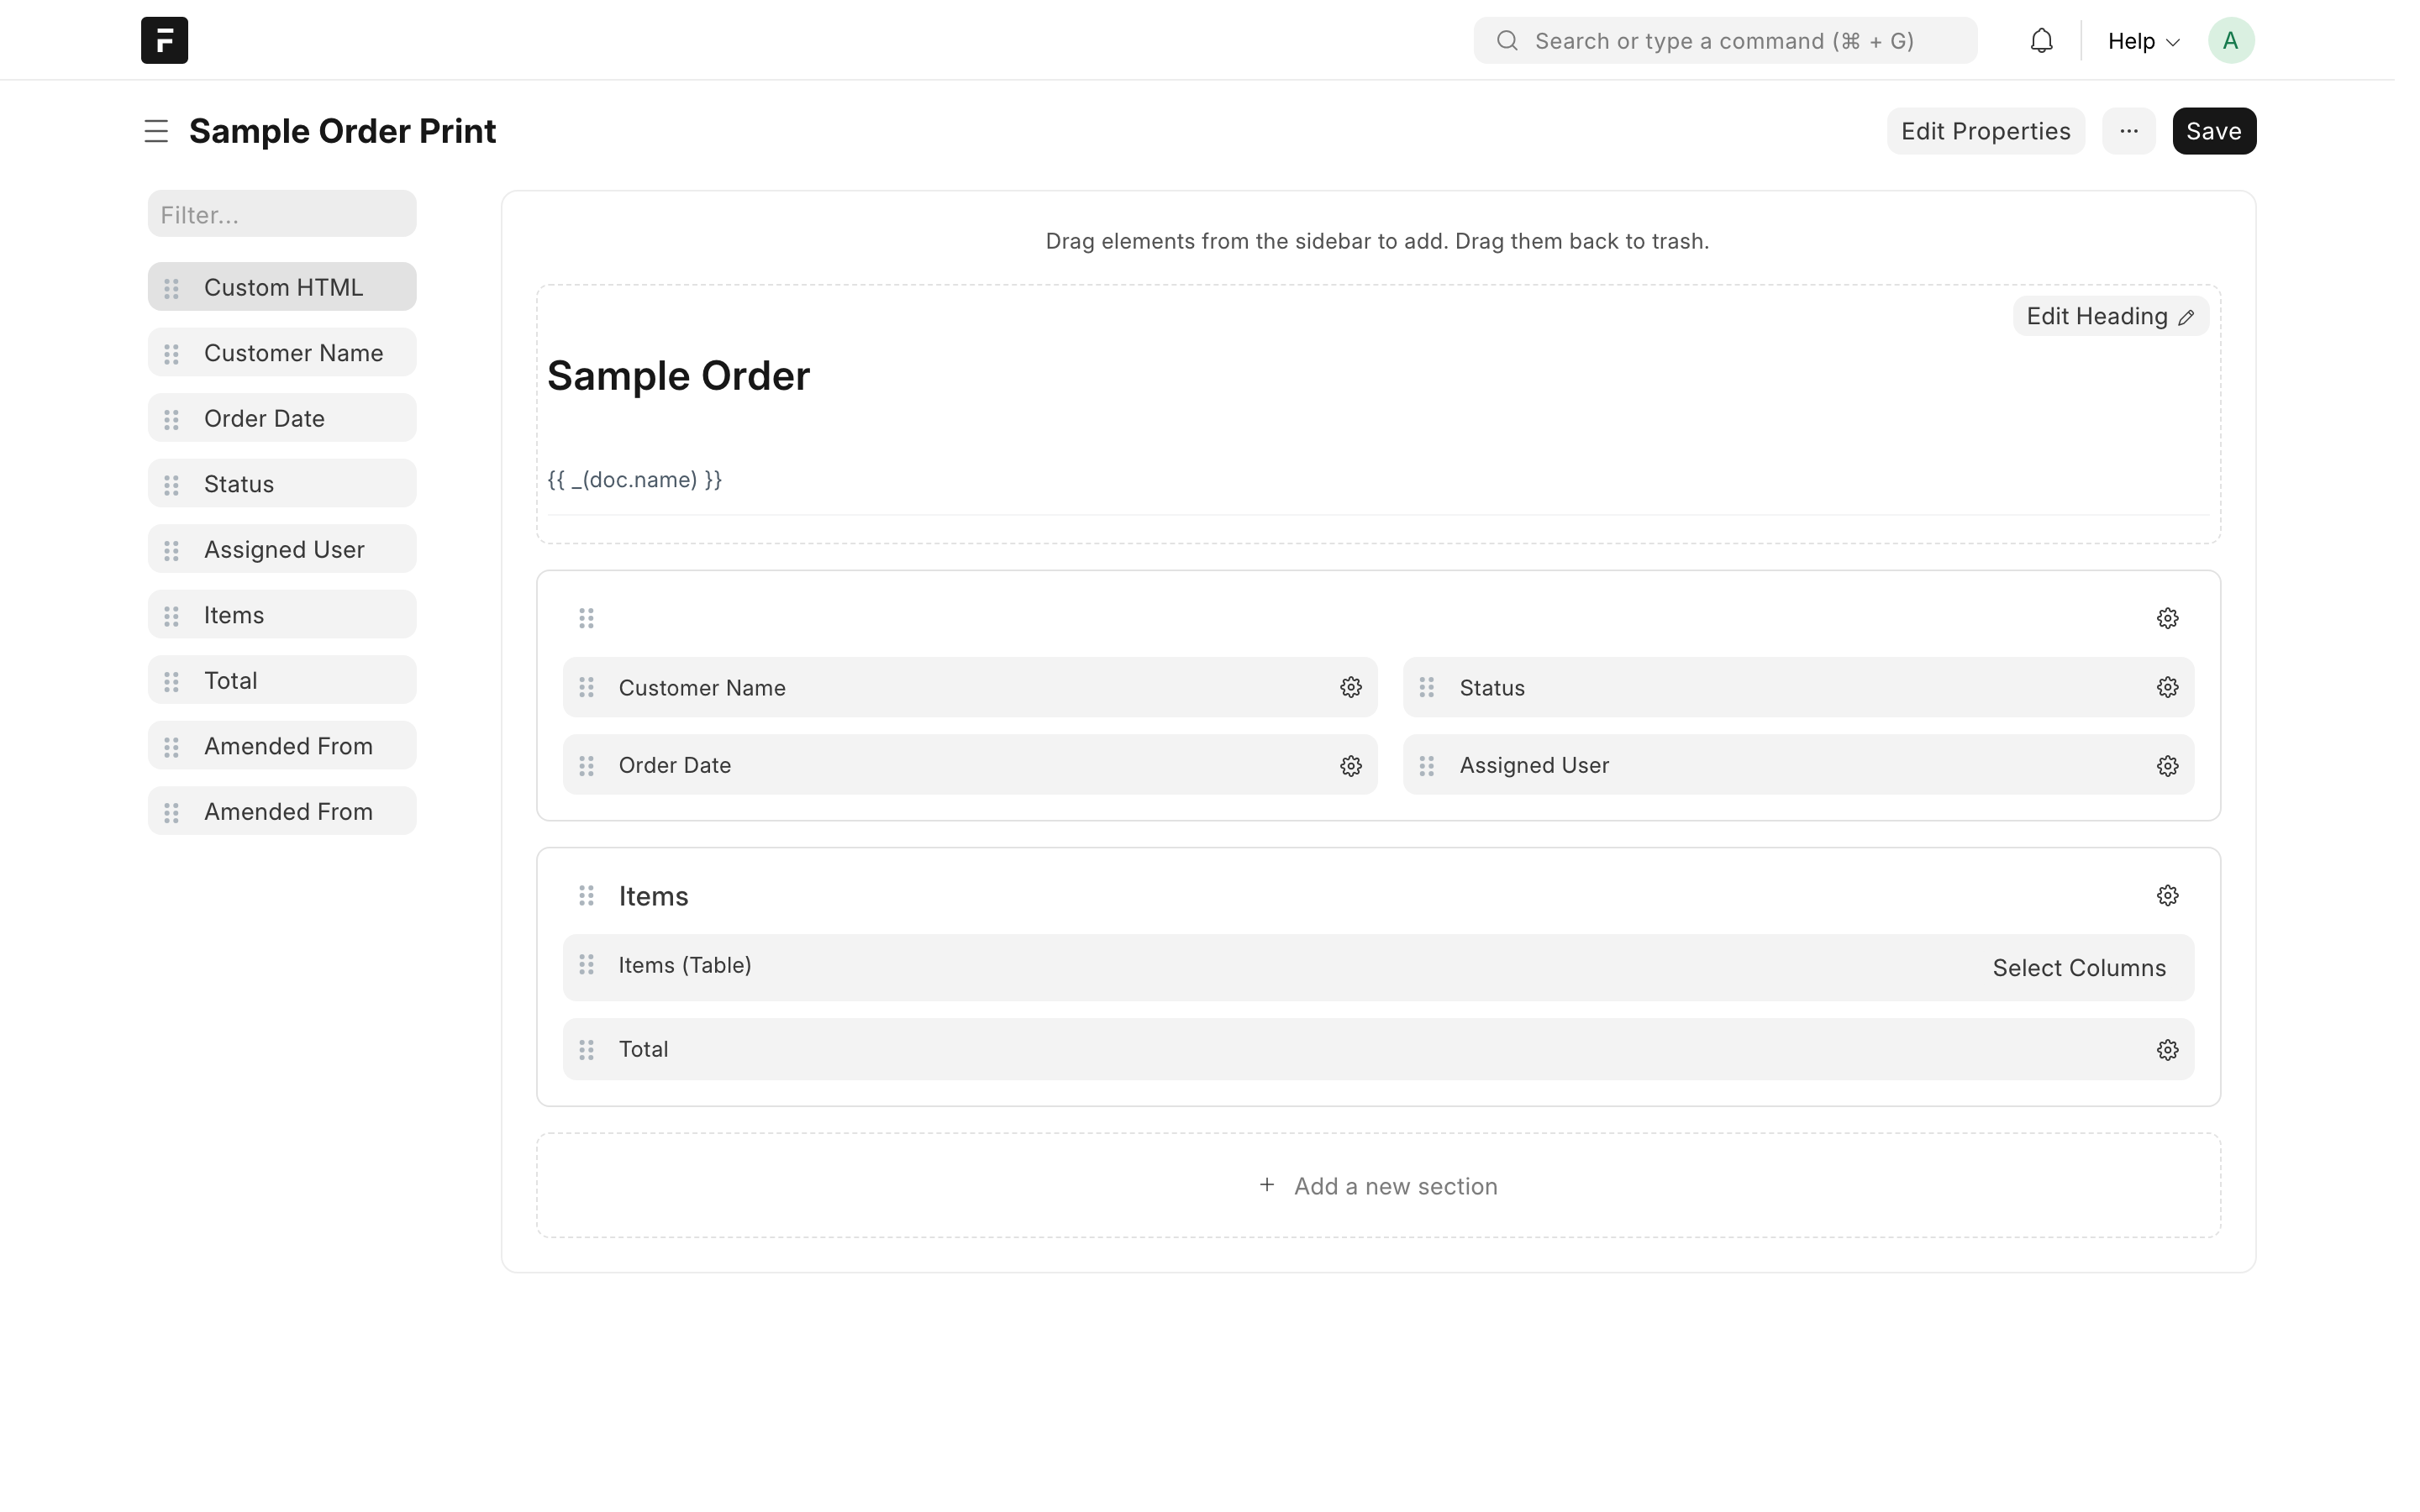 F
Search or type a command (⌘ + G)
Help
A
Sample Order Print
Edit Properties
···
Save
Filter...
Custom HTML
Customer Name
Order Date
Status
Assigned User
Items
Total
Amended From
Amended From
Drag elements from the sidebar to add. Drag them back to trash.
Edit Heading
Sample Order
{{ _(doc.name) }}
Customer Name
Status
Order Date
Assigned User
Items
Items (Table)
Select Columns
Total
+ Add a new section